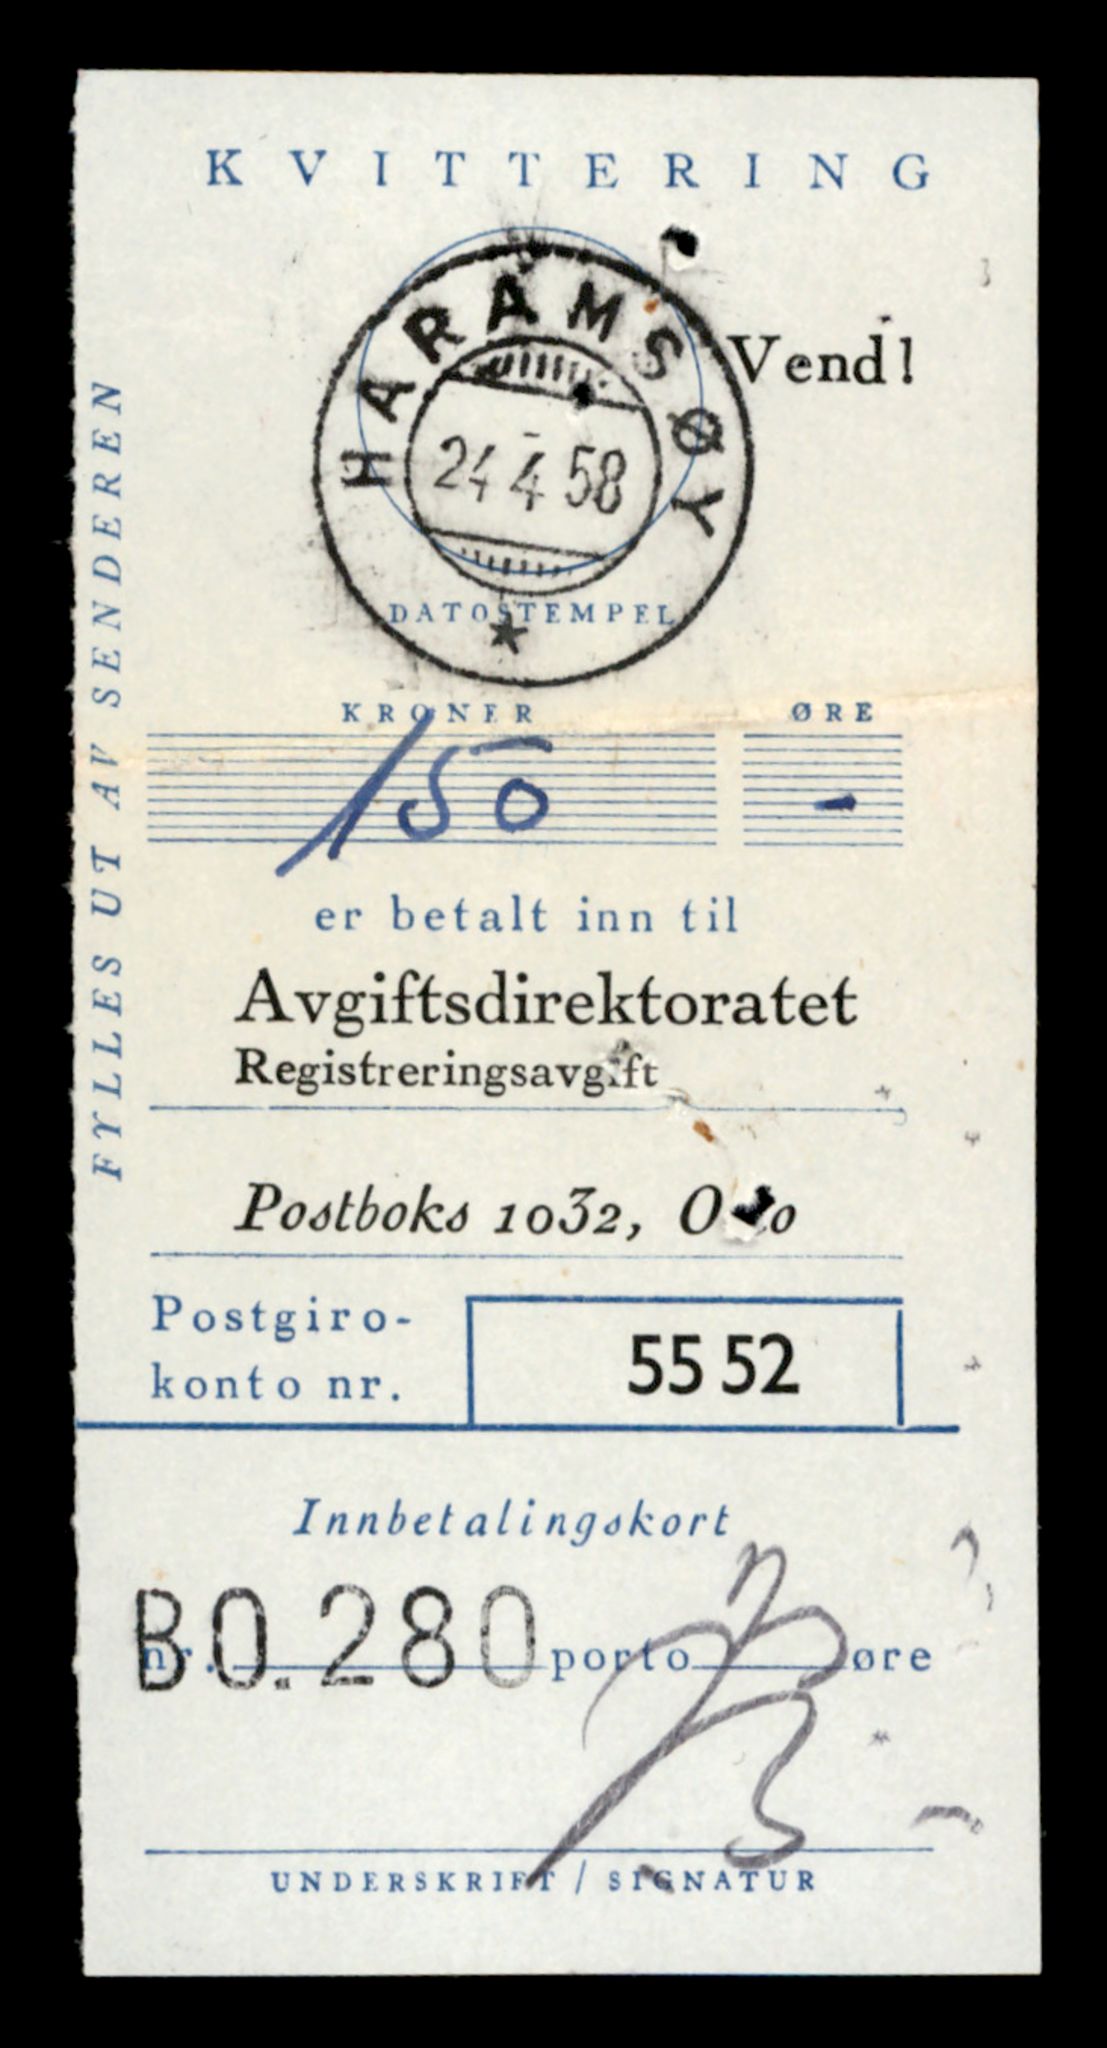 KVITTERING
HARAMSØY
Vend!
24 4 58
DATOSTEMPEL
FYLLES UT AV SENDEREN
KRONER ØRE
150 -
er betalt inn til
Avgiftsdirektoratet
Registreringsavgift
Postboks 1032, Oslo
Postgiro-
konto nr. 55 52
Innbetalingskort
B0.280
nr. porto øre
UNDERSKRIFT / SIGNATUR